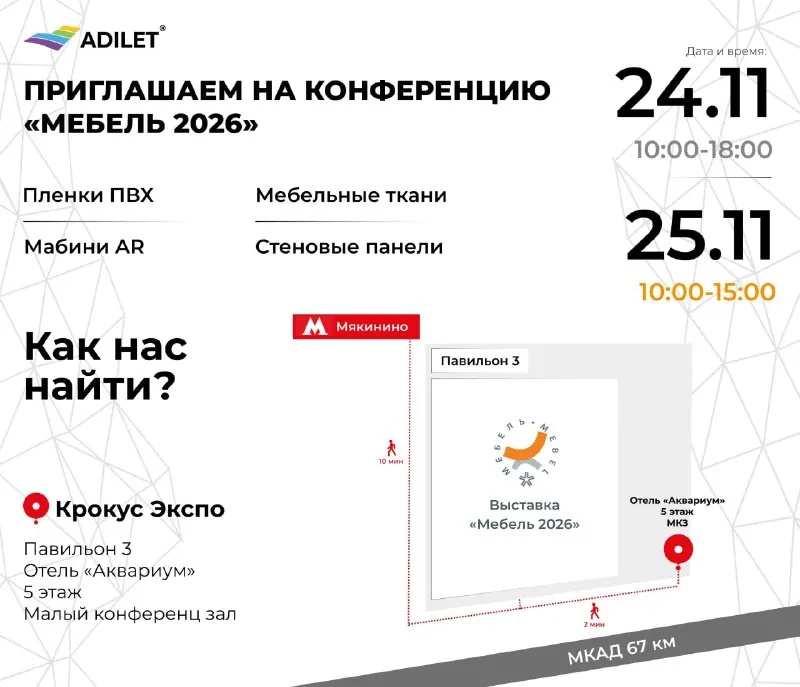 ADILET®
ПРИГЛАШАЕМ НА КОНФЕРЕНЦИЮ
«МЕБЕЛЬ 2026»
Дата и время:
24.11
10:00-18:00
25.11
10:00-15:00
Пленки ПВХ
Мебельные ткани
Мабини AR
Стеновые панели
Как нас
найти?
М Мякинино
Павильон 3
10 мин
МЕБЕЛЬ • MEBEL
Выставка
«Мебель 2026»
Отель «Аквариум»
5 этаж
МКЗ
Крокус Экспо
Павильон 3
Отель «Аквариум»
5 этаж
Малый конференц зал
2 мин
МКАД 67 км